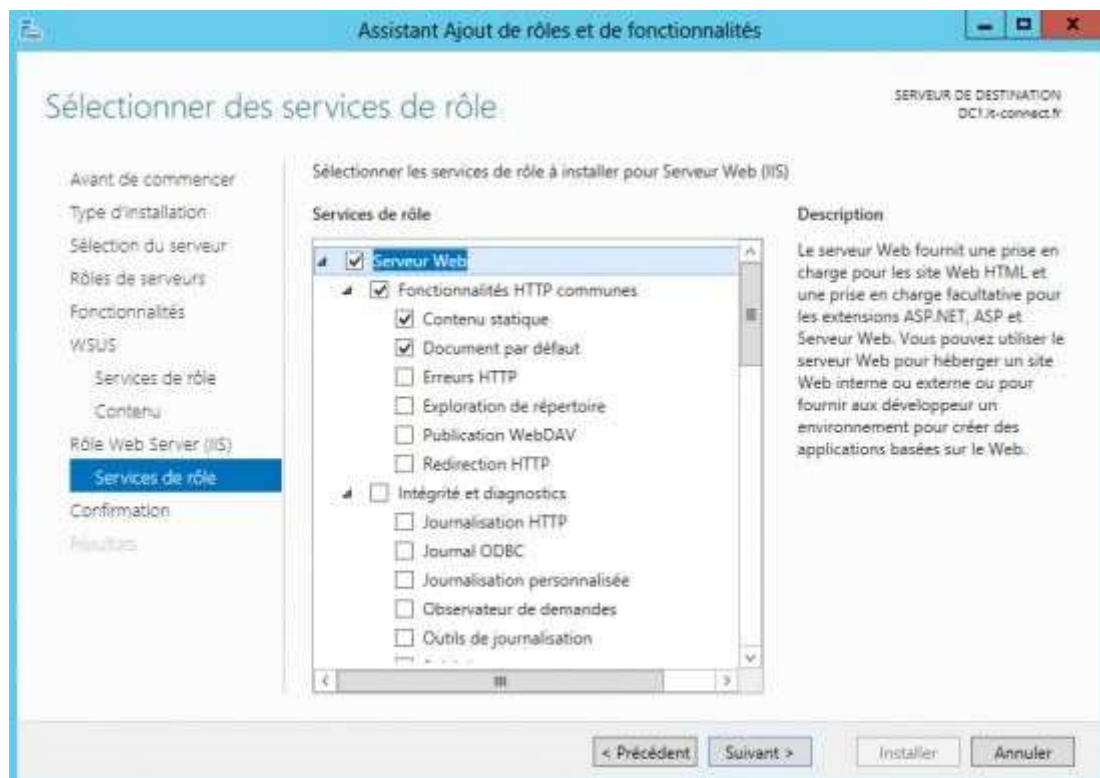 Assistant Ajout de rôles et de fonctionnalités
Sélectionner des services de rôle
SERVEUR DE DESTINATION
DC1.it-connect.fr
Avant de commencer
Type d'installation
Sélection du serveur
Rôles de serveurs
Fonctionnalités
WSUS
Services de rôle
Contenu
Rôle Web Server (IIS)
Services de rôle
Confirmation
Résultats
Sélectionner les services de rôle à installer pour Serveur Web (IIS)
Services de rôle
Serveur Web
Fonctionnalités HTTP communes
Contenu statique
Document par défaut
Erreurs HTTP
Exploration de répertoire
Publication WebDAV
Redirection HTTP
Intégrité et diagnostics
Journalisation HTTP
Journal ODBC
Journalisation personnalisée
Observateur de demandes
Outils de journalisation
Description
Le serveur Web fournit une prise en
charge pour les site Web HTML et
une prise en charge facultative pour
les extensions ASP.NET, ASP et
Serveur Web. Vous pouvez utiliser le
serveur Web pour héberger un site
Web interne ou externe ou pour
fournir aux développeur un
environnement pour créer des
applications basées sur le Web.
< Précédent
Suivant >
Installer
Annuler